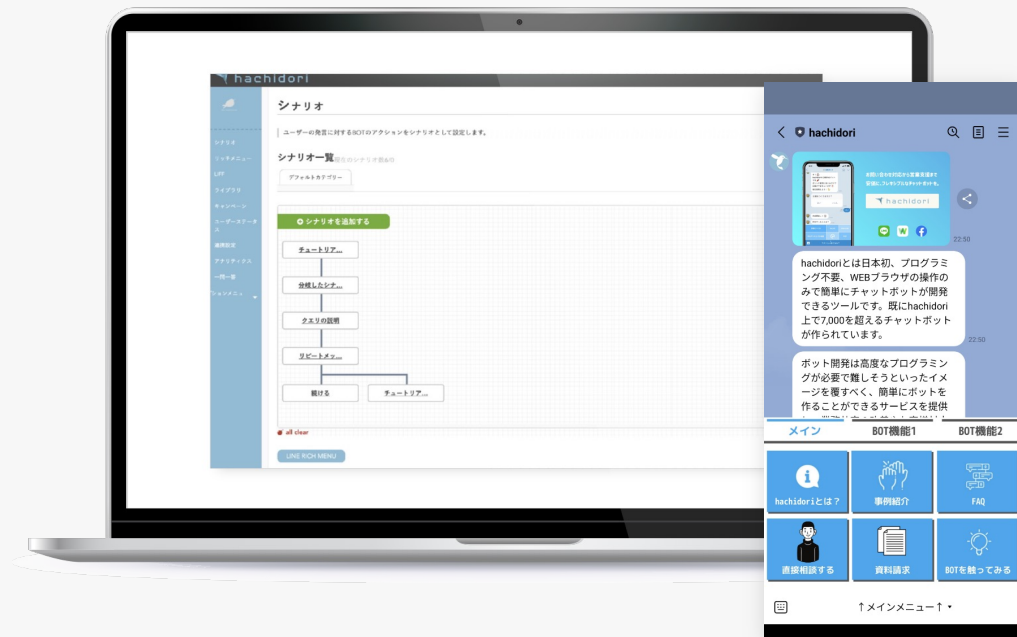 hachidori
シナリオ
ユーザーの発言に対するBOTのアクションをシナリオとして設定します。
シナリオ一覧
デフォルトカテゴリー
シナリオ
リッチメニュー
LIFF
ライブラリ
キャンペーン
ユーザーステータス
アナリティクス
一問一答
シナリオを追加する
チュートリア...
分岐したシナ...
クエリの説明
リピートメッ...
続ける
チュートリア...
all clear
LINE RICH MENU
hachidori
hachidori
22:50
hachidoriとは日本初、プログラミ
ング不要、WEBブラウザの操作の
みで簡単にチャットボットが開発
できるツールです。既にhachidori
上で7,000を超えるチャットボット
が作られています。
22:50
ボット開発は高度なプログラミン
グが必要で難しそうといったイメ
ージを覆すべく、簡単にボットを
作ることができるサービスを提供
メイン
BOT機能1
BOT機能2
hachidoriとは？
事例紹介
FAQ
直接相談する
資料請求
BOTを触ってみる
↑メインメニュー↑